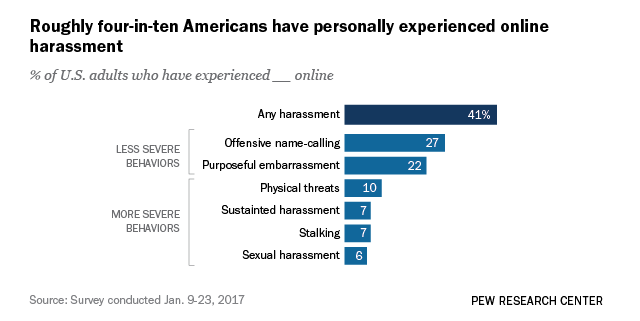 Roughly four-in-ten Americans have personally experienced online
harassment
% of U.S. adults who have experienced __ online
Any harassment 41%
LESS SEVERE
BEHAVIORS
Offensive name-calling 27
Purposeful embarrassment 22
MORE SEVERE
BEHAVIORS
Physical threats 10
Sustainted harassment 7
Stalking 7
Sexual harassment 6
Source: Survey conducted Jan. 9-23, 2017
PEW RESEARCH CENTER